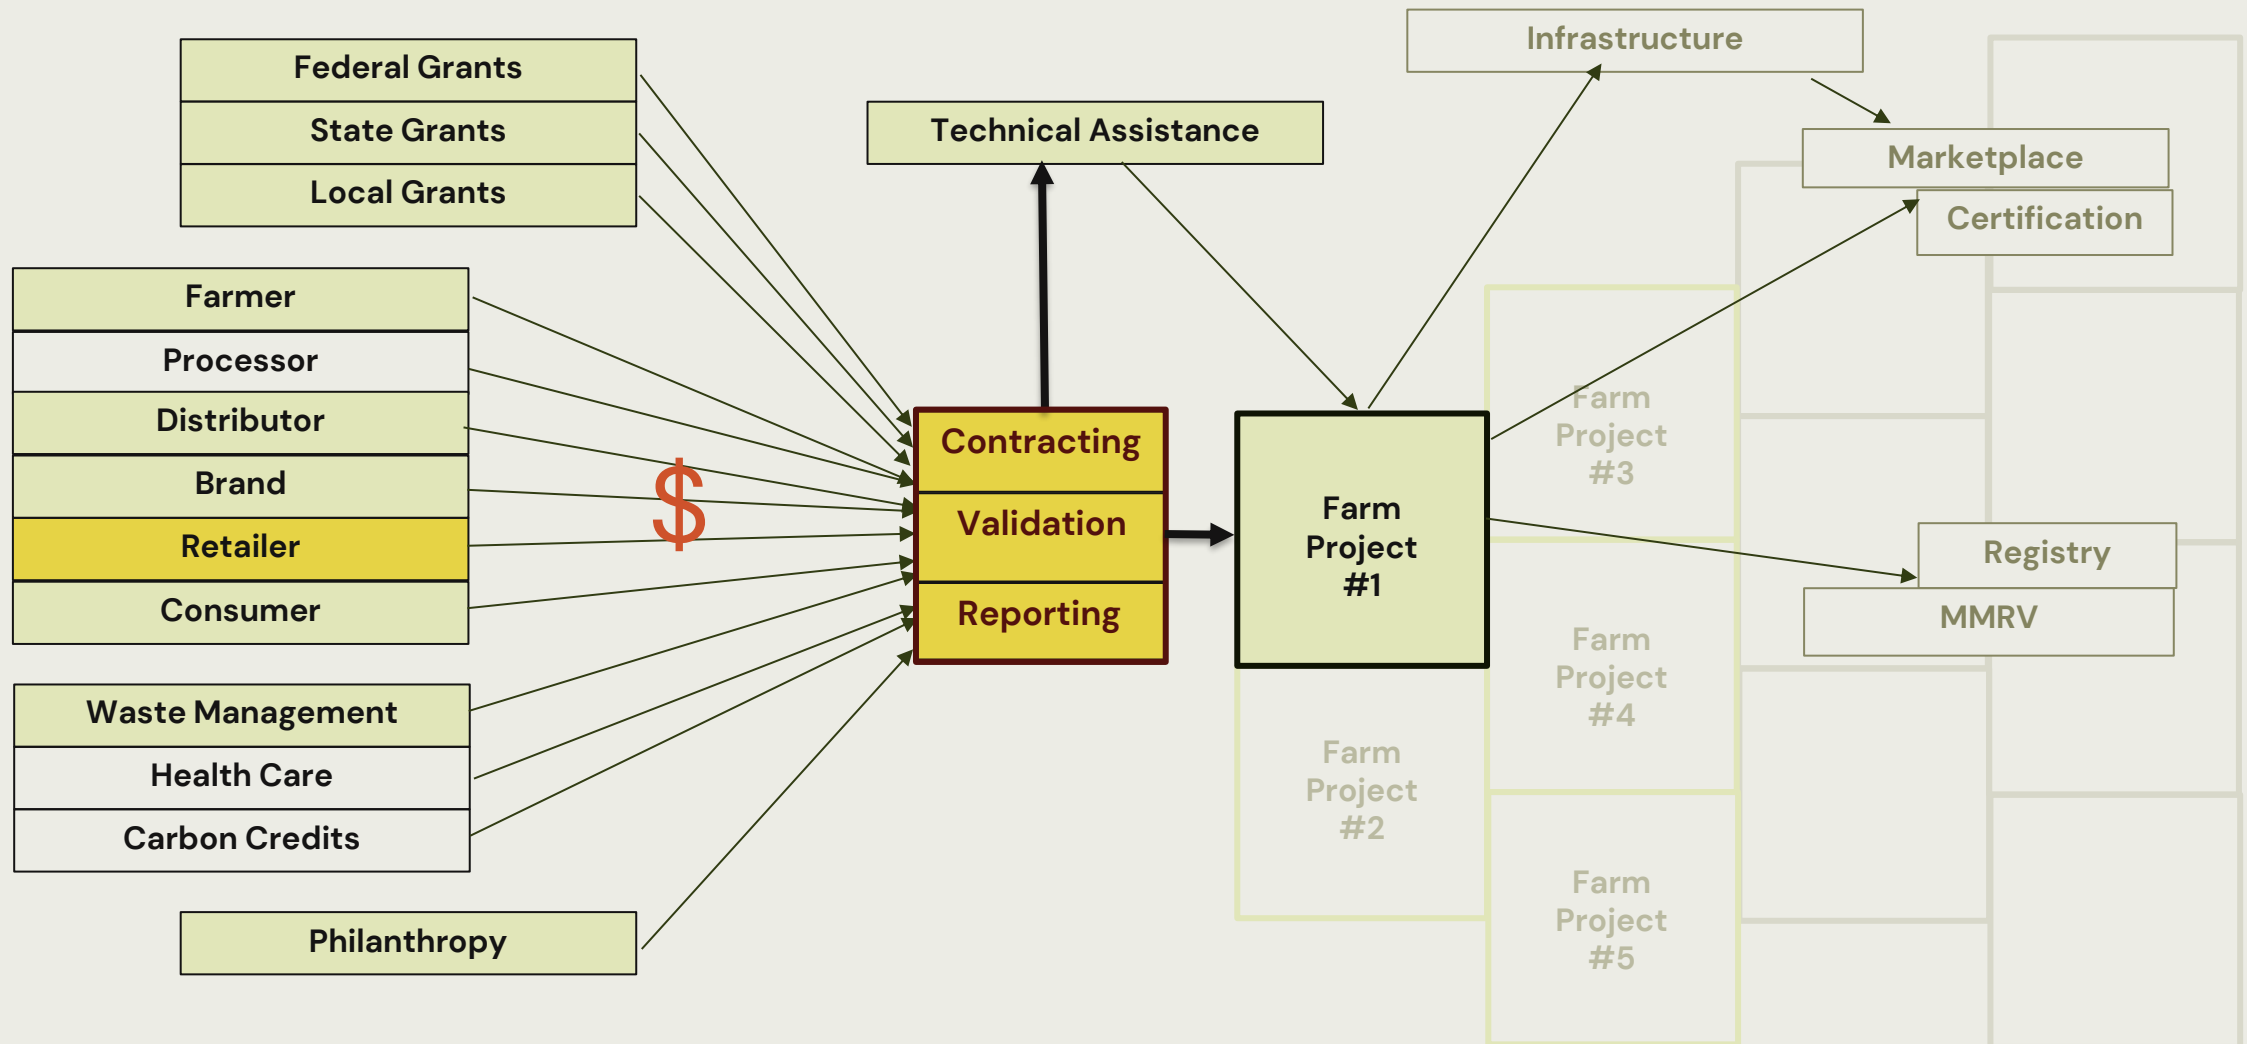 Federal Grants
State Grants
Local Grants
Farmer
Processor
Distributor
Brand
Retailer
Consumer
Waste Management
Health Care
Carbon Credits
Philanthropy
$
Technical Assistance
Contracting
Validation
Reporting
Farm
Project
#1
Farm
Project
#2
Farm
Project
#3
Farm
Project
#4
Farm
Project
#5
Infrastructure
Marketplace
Certification
Registry
MMRV